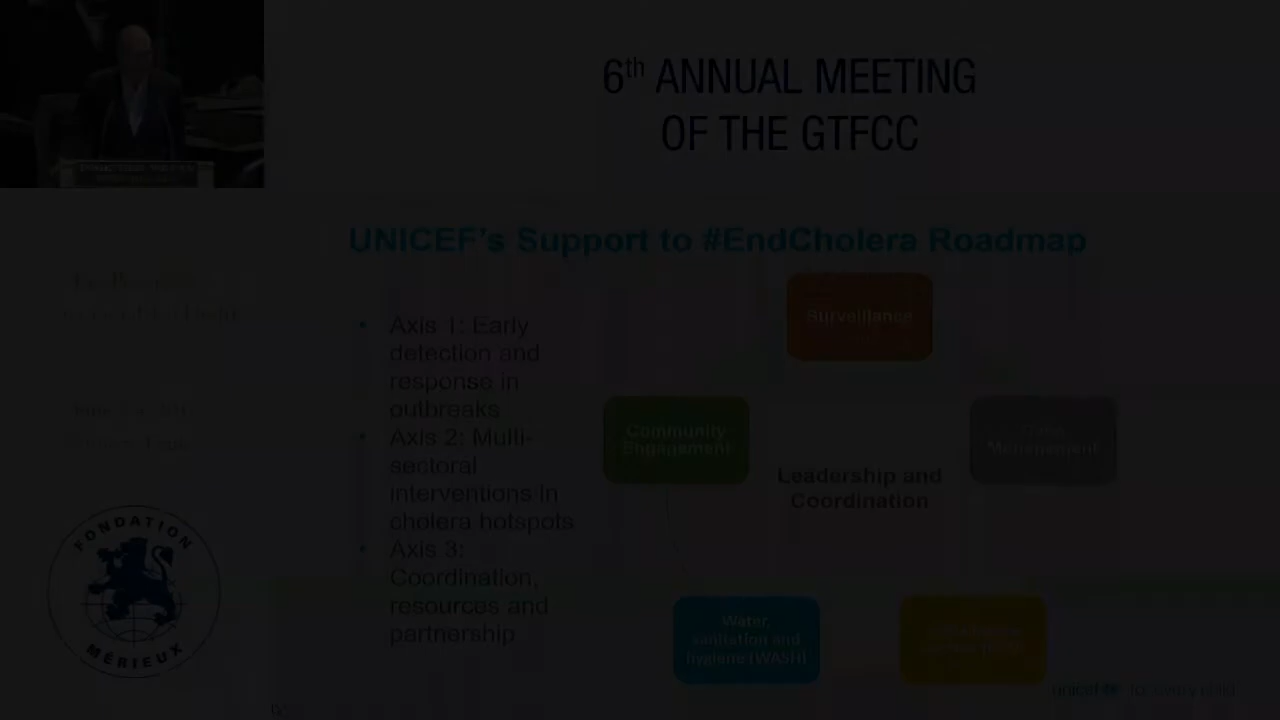 6th ANNUAL MEETING
OF THE GTFCC
UNICEF's Support to #EndCholera Roadmap
• Axis 1: Early
detection and
response in
outbreaks
• Axis 2: Multi-
sectoral
interventions in
cholera hotspots
• Axis 3:
Coordination,
resources and
partnership
Surveillance
Community
Engagement
Case
Management
Leadership and
Coordination
Water,
sanitation and
hygiene (WASH)
FONDATION
MÉRIEUX
unicef for every child